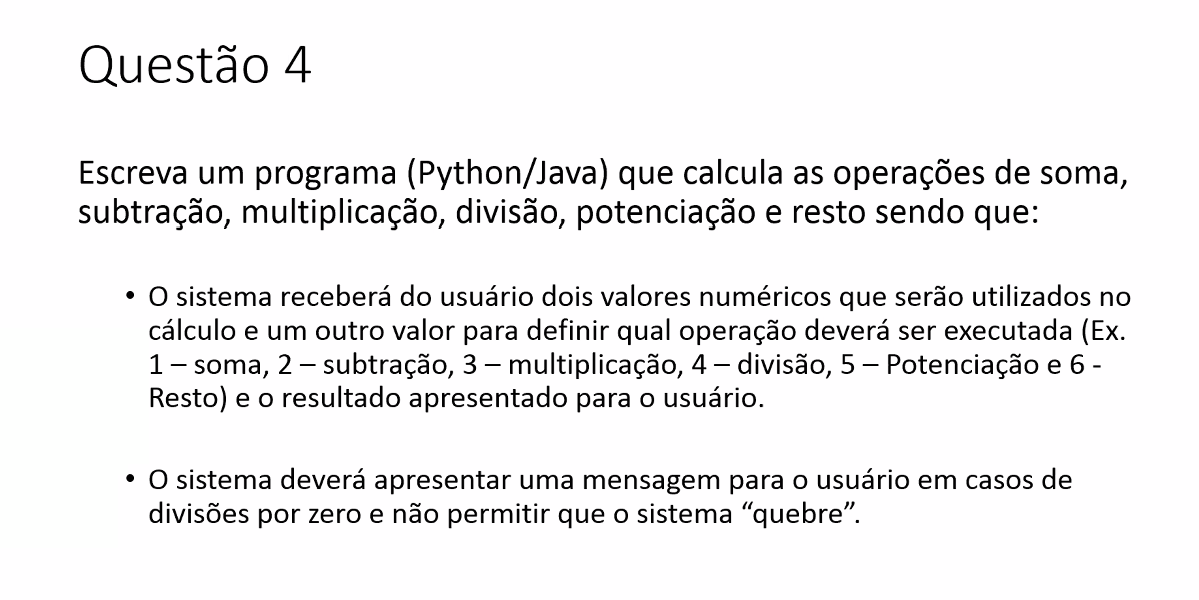 Questão 4
Escreva um programa (Python/Java) que calcula as operações de soma,
subtração, multiplicação, divisão, potenciação e resto sendo que:
• O sistema receberá do usuário dois valores numéricos que serão utilizados no
cálculo e um outro valor para definir qual operação deverá ser executada (Ex.
1 – soma, 2 – subtração, 3 – multiplicação, 4 – divisão, 5 – Potenciação e 6 -
Resto) e o resultado apresentado para o usuário.
• O sistema deverá apresentar uma mensagem para o usuário em casos de
divisões por zero e não permitir que o sistema “quebre”.